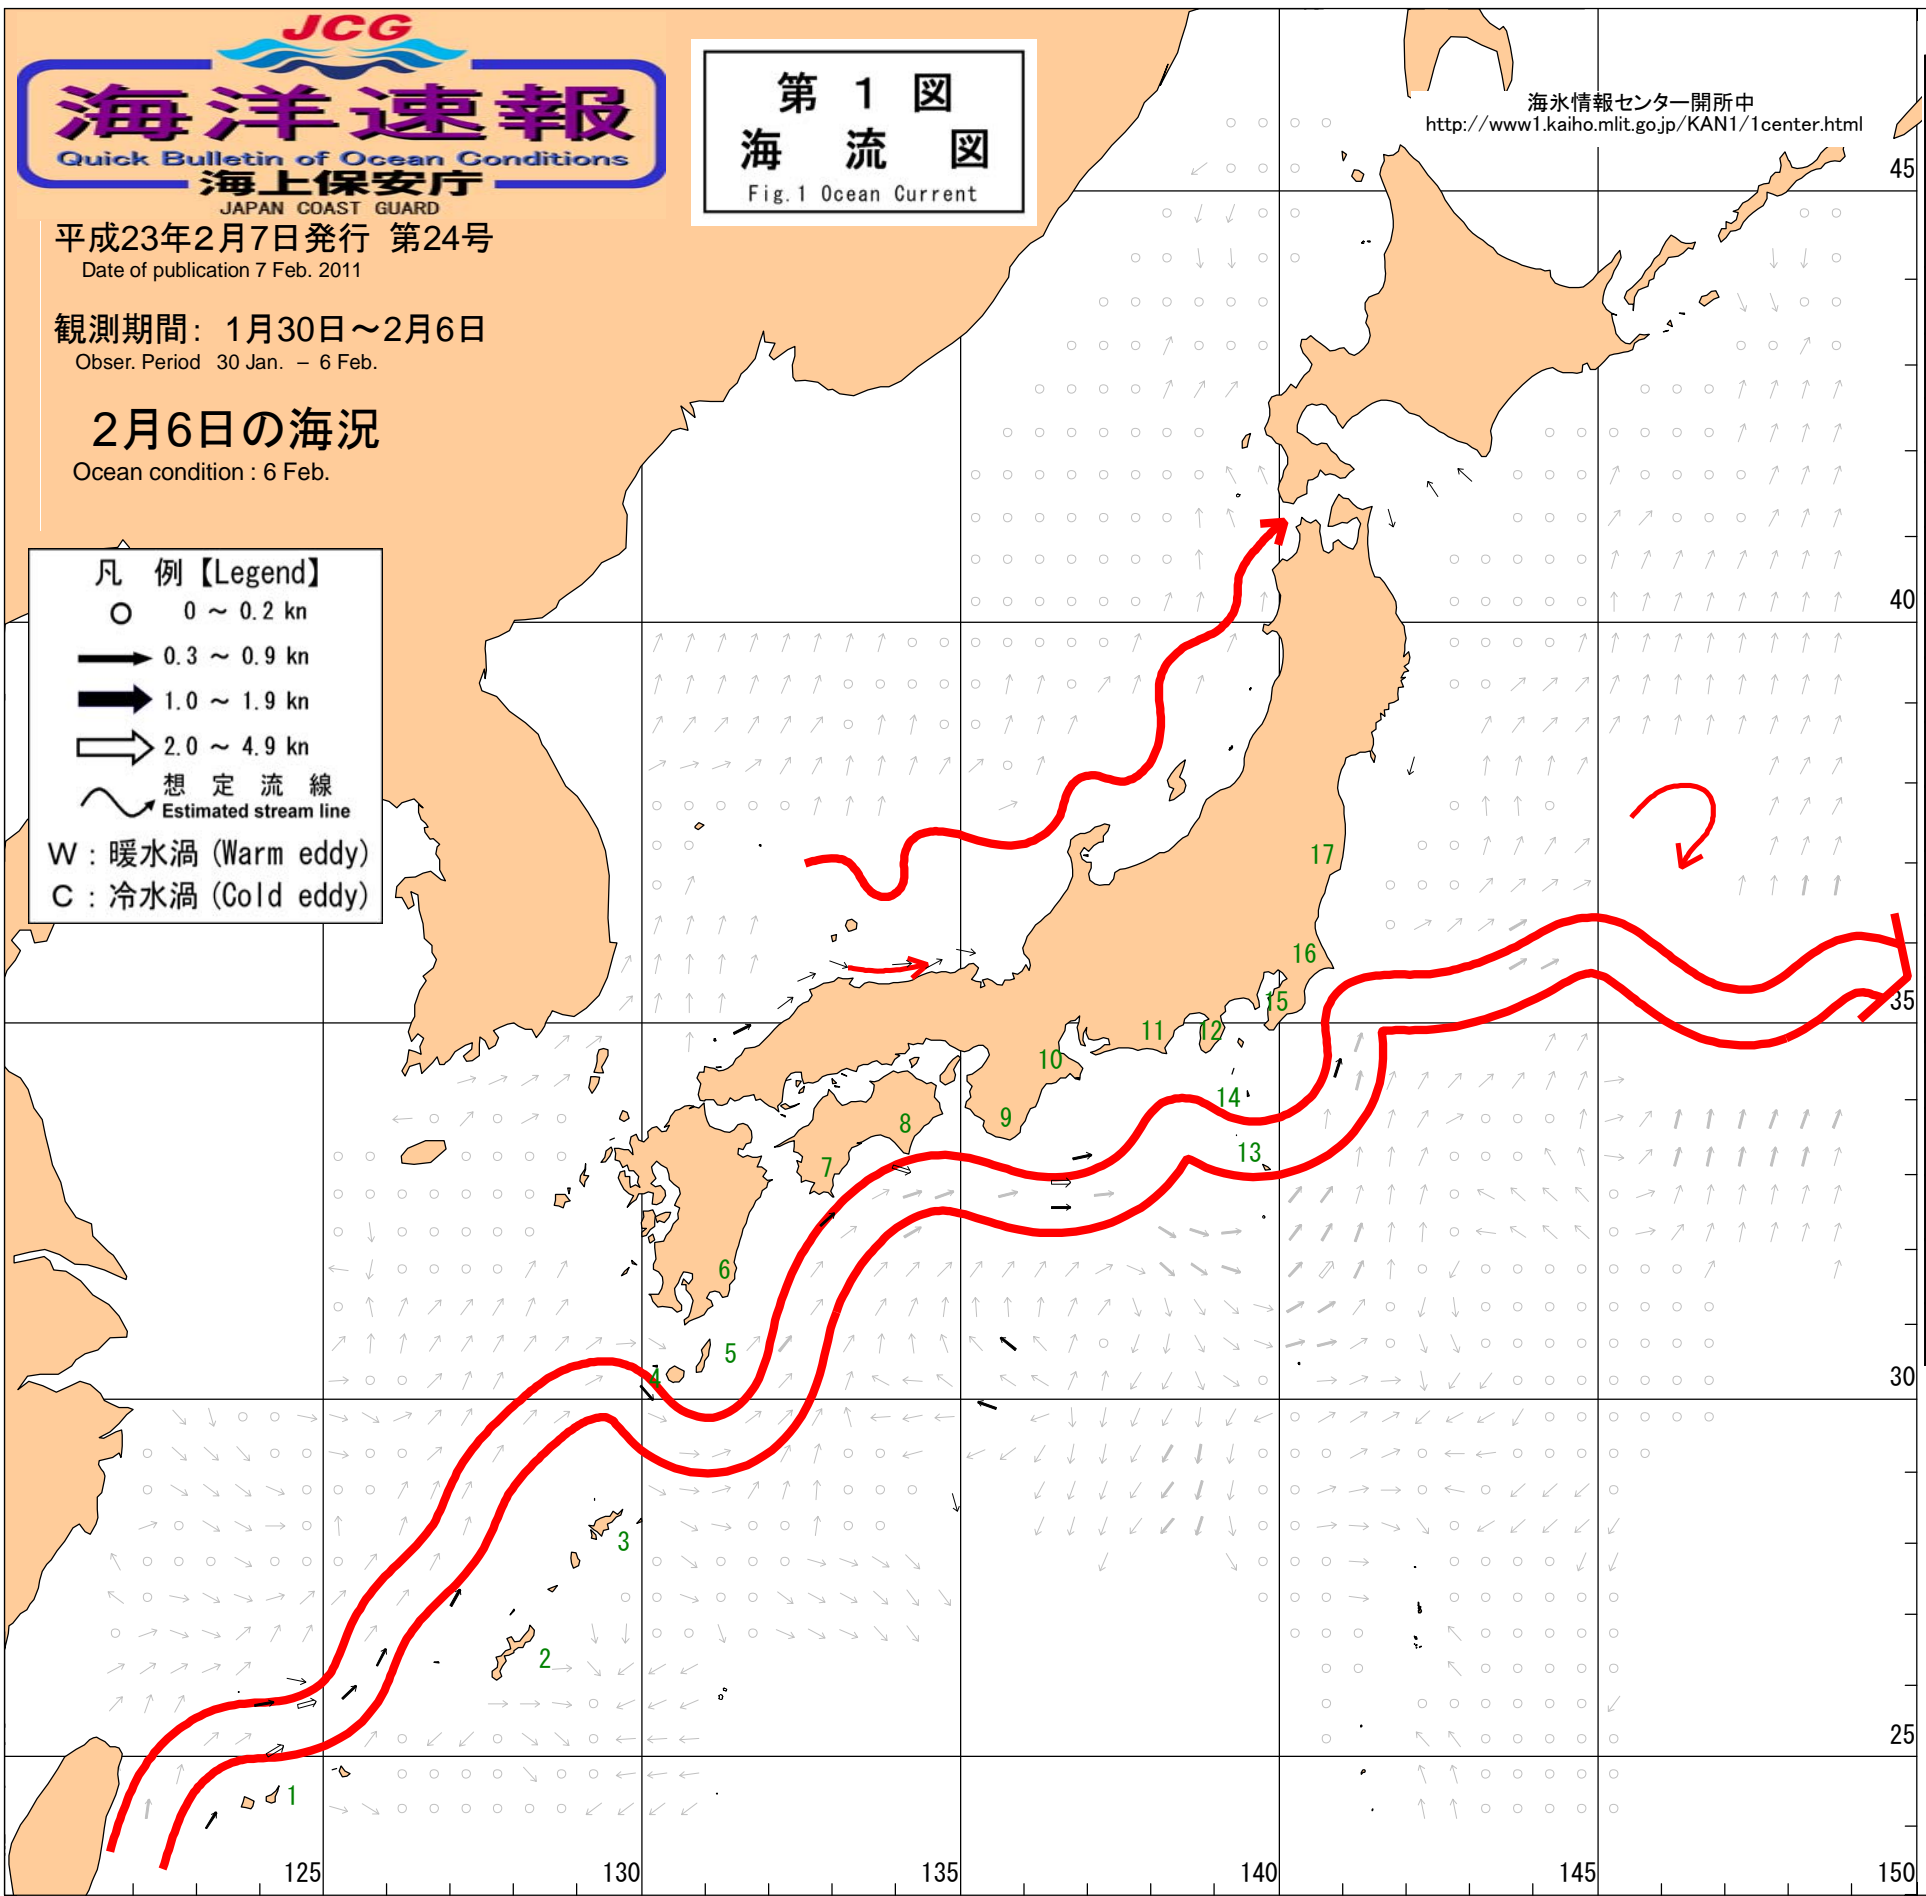 JCG
海洋速報
Quick Bulletin of Ocean Conditions
海上保安庁
JAPAN COAST GUARD
平成23年2月7日発行 第24号
Date of publication 7 Feb. 2011
観測期間: 1月30日～2月6日
Obser. Period 30 Jan. – 6 Feb.
2月6日の海況
Ocean condition : 6 Feb.
第 1 図
海 流 図
Fig.1 Ocean Current
海氷情報センター開所中
http://www1.kaiho.mlit.go.jp/KAN1/1center.html
凡 例【Legend】
0 ～ 0.2 kn
0.3 ～ 0.9 kn
1.0 ～ 1.9 kn
2.0 ～ 4.9 kn
想 定 流 線
Estimated stream line
W : 暖水渦 (Warm eddy)
C : 冷水渦 (Cold eddy)
45
40
17
16
35
15
11
12
10
14
9
8
13
7
6
5
4
30
3
2
25
1
125
130
135
140
145
150